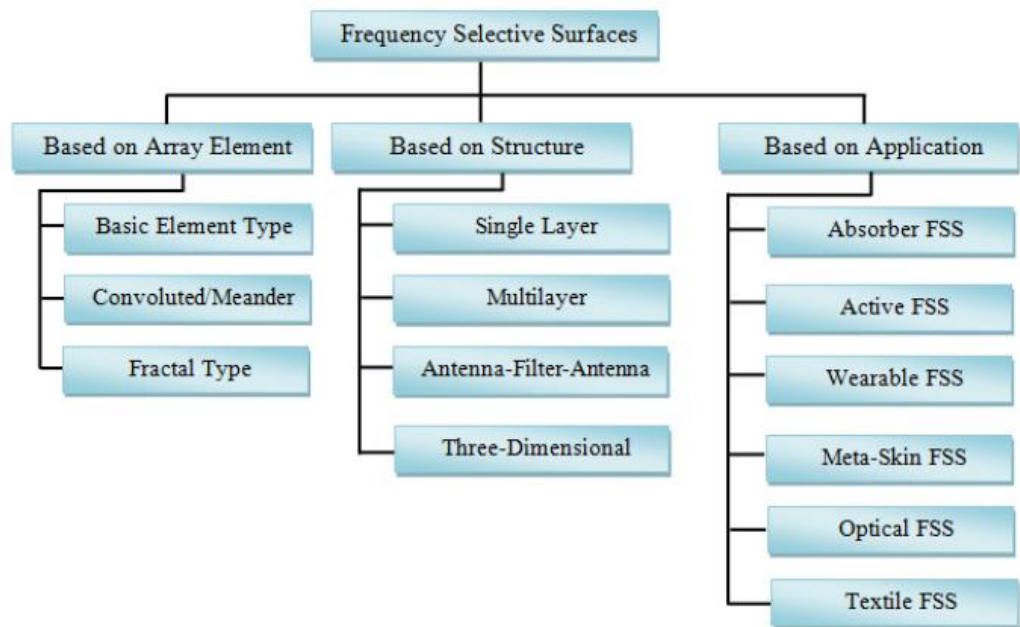 Frequency Selective Surfaces
Based on Array Element
Basic Element Type
Convoluted/Meander
Fractal Type
Based on Structure
Single Layer
Multilayer
Antenna-Filter-Antenna
Three-Dimensional
Based on Application
Absorber FSS
Active FSS
Wearable FSS
Meta-Skin FSS
Optical FSS
Textile FSS